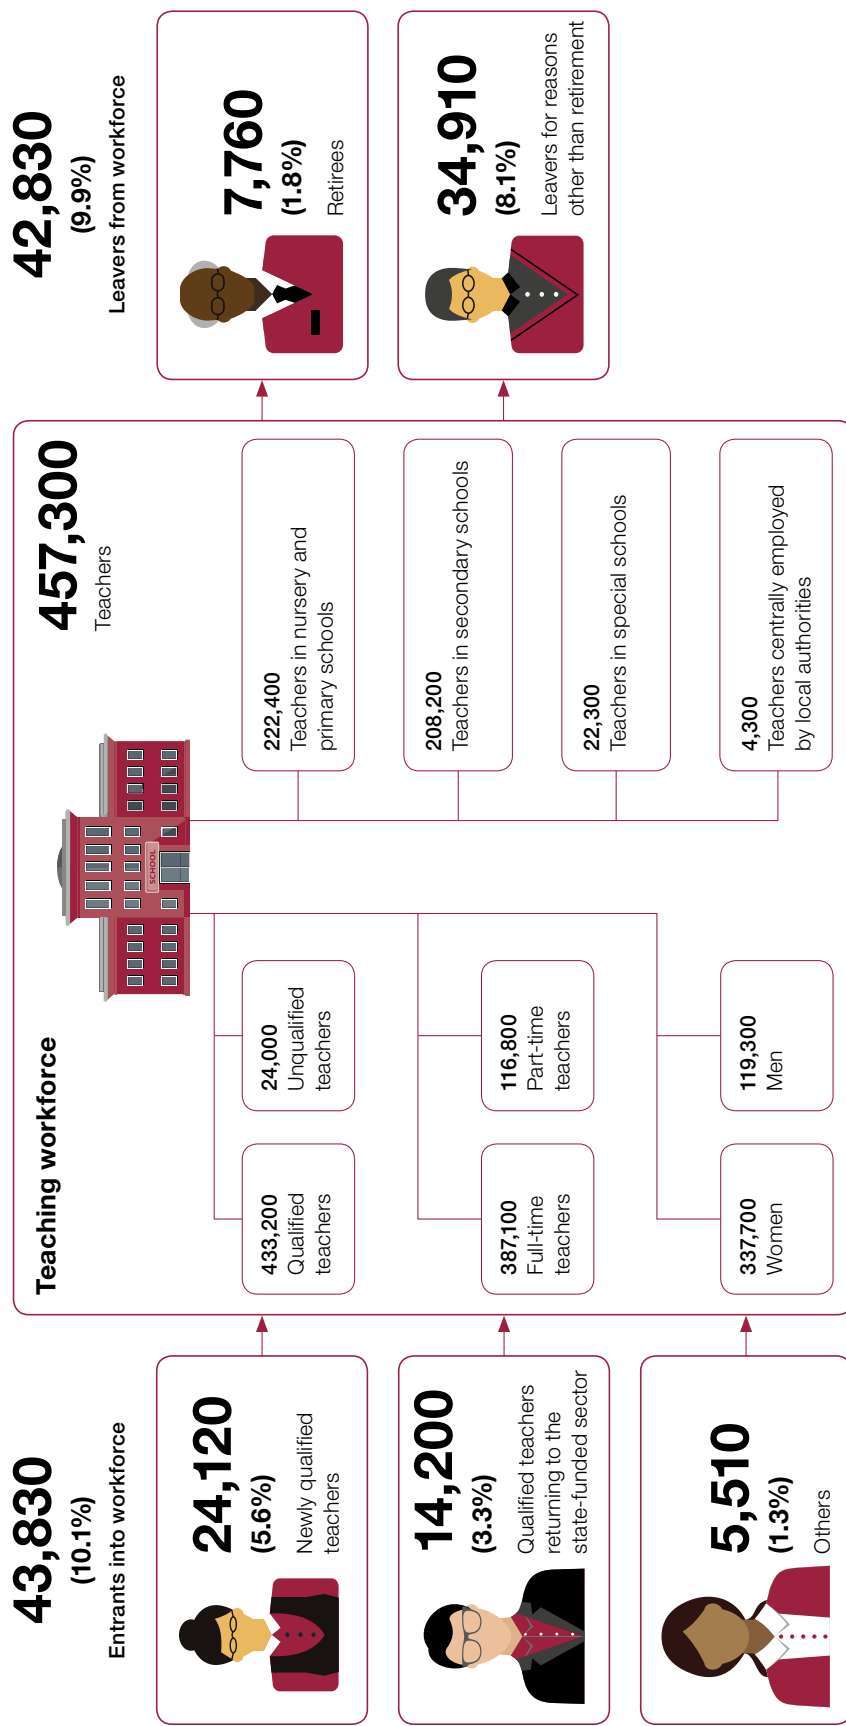 43,830
(10.1%)
Entrants into workforce
24,120
(5.6%)
Newly qualified
teachers
14,200
(3.3%)
Qualified teachers
returning to the
state-funded sector
5,510
(1.3%)
Others
Teaching workforce
SCHOOL
457,300
Teachers
433,200
Qualified
teachers
24,000
Unqualified
teachers
387,100
Full-time
teachers
116,800
Part-time
teachers
337,700
Women
119,300
Men
222,400
Teachers in nursery and
primary schools
208,200
Teachers in secondary schools
22,300
Teachers in special schools
4,300
Teachers centrally employed
by local authorities
42,830
(9.9%)
Leavers from workforce
7,760
(1.8%)
Retirees
34,910
(8.1%)
Leavers for reasons
other than retirement